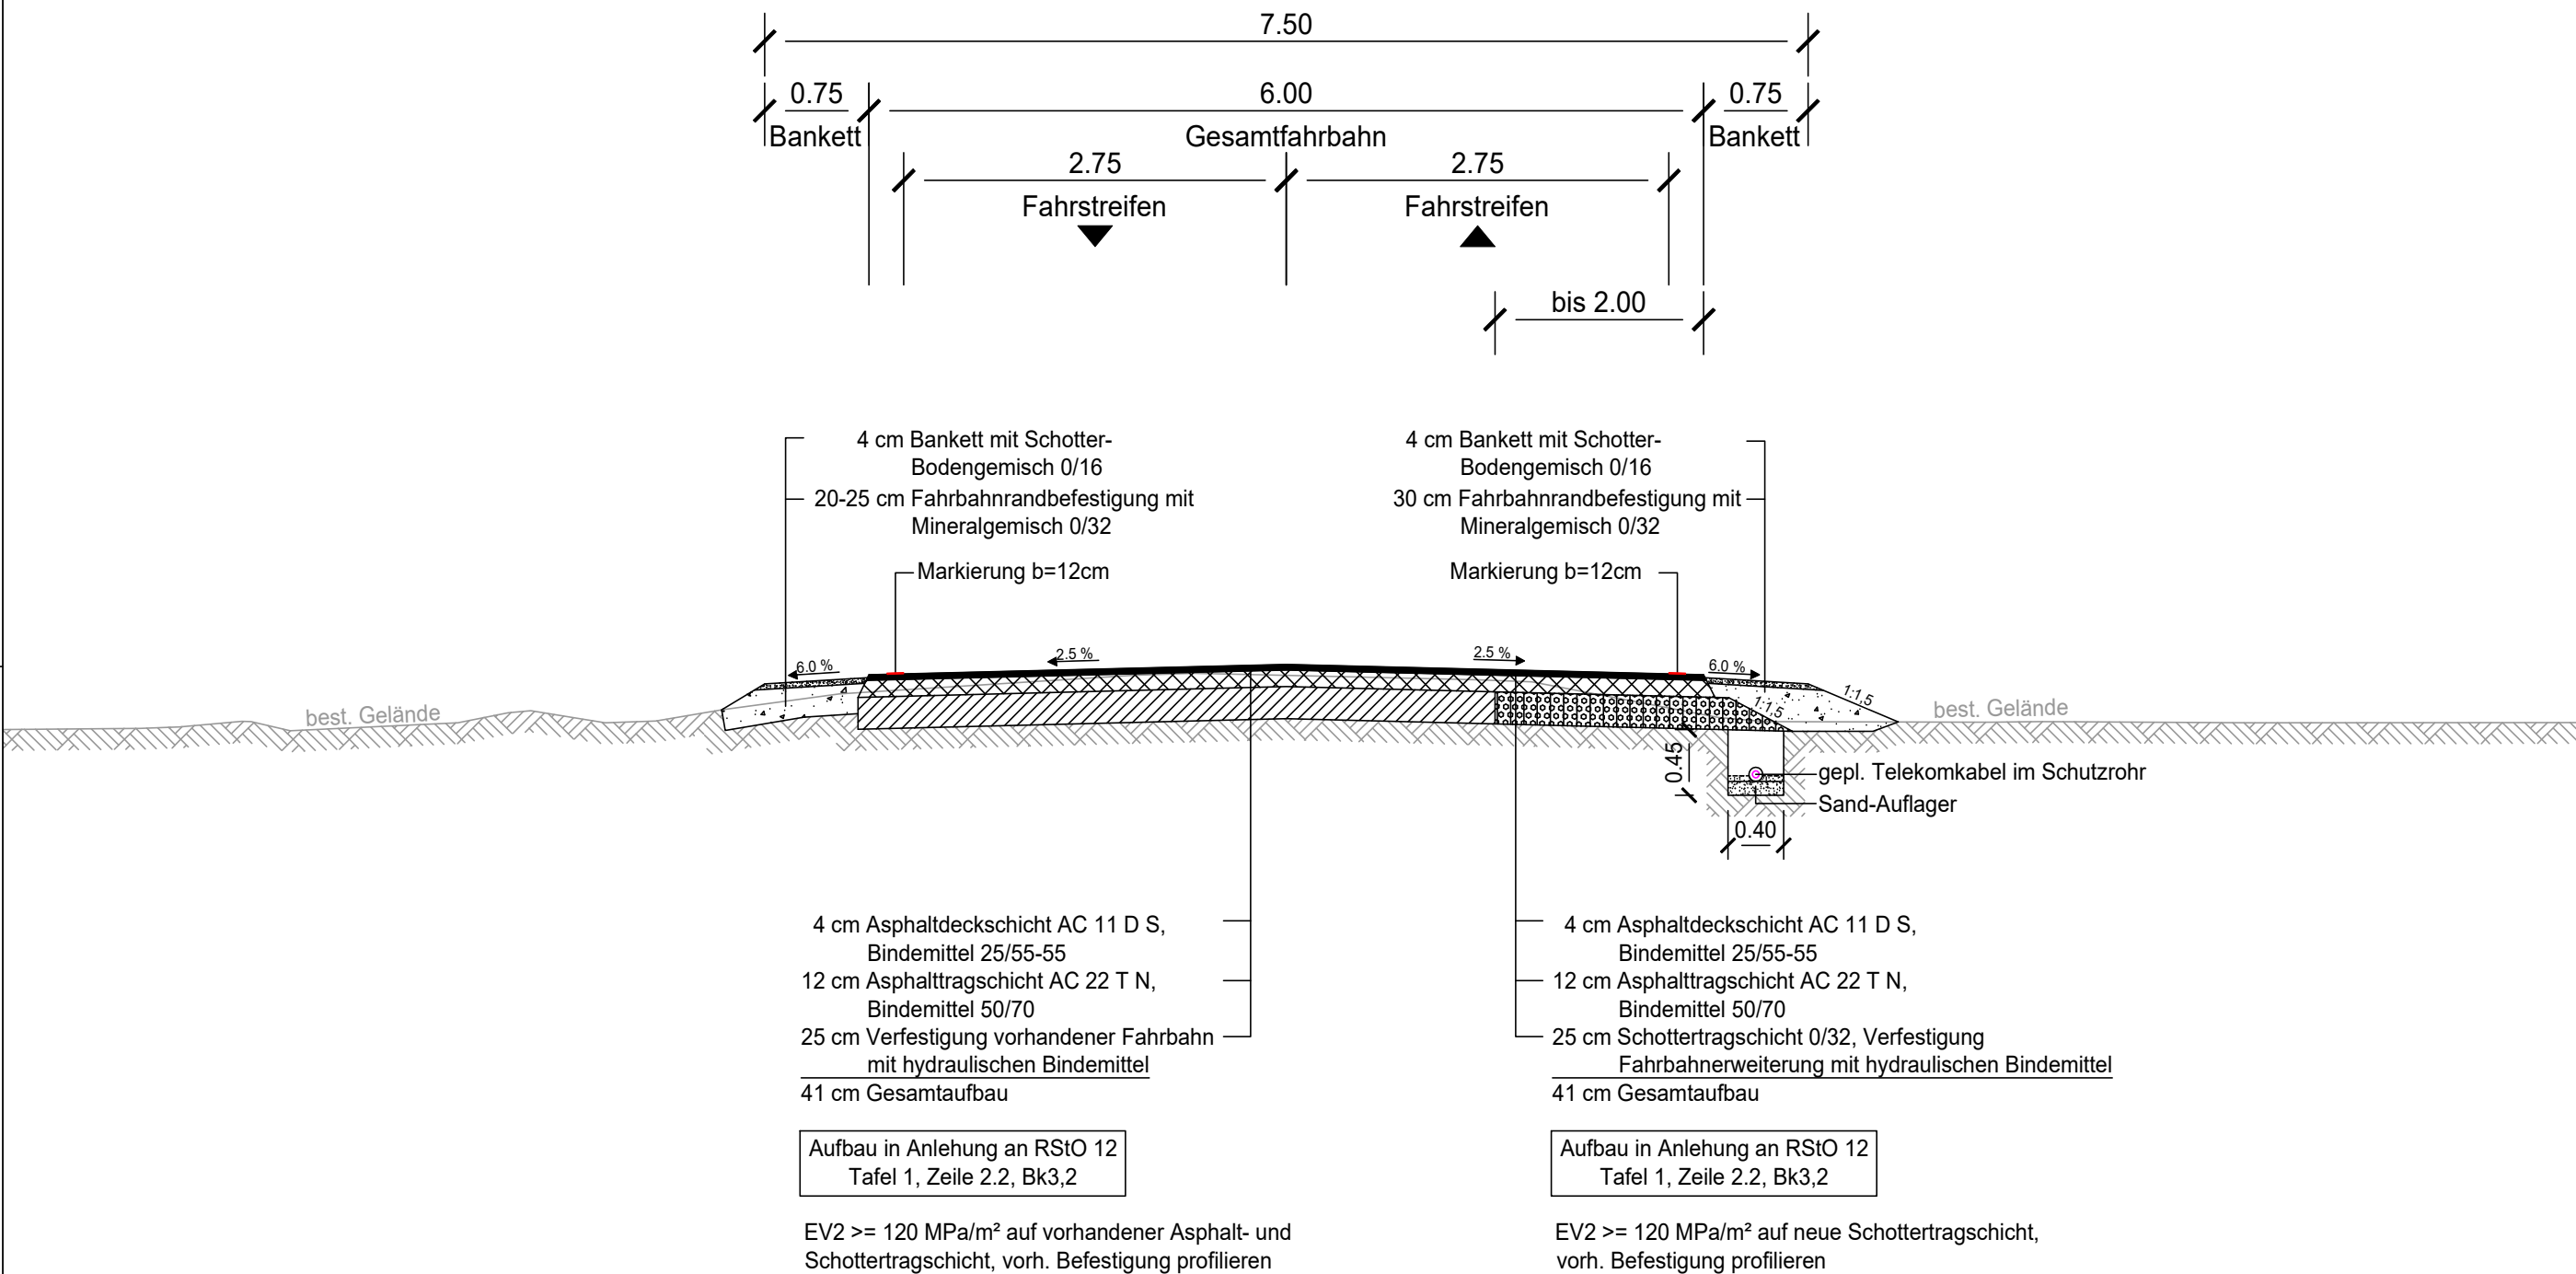 7.50
0.75
6.00
0.75
Bankett
Gesamtfahrbahn
Bankett
2.75
2.75
Fahrstreifen
Fahrstreifen
bis 2.00
4 cm Bankett mit Schotter-
Bodengemisch 0/16
20-25 cm Fahrbahnrandbefestigung mit
Mineralgemisch 0/32
Markierung b=12cm
4 cm Bankett mit Schotter-
Bodengemisch 0/16
30 cm Fahrbahnrandbefestigung mit
Mineralgemisch 0/32
Markierung b=12cm
6.0 %
2.5 %
2.5 %
6.0 %
1:1.5
1:1.5
best. Gelände
best. Gelände
0.45
gepl. Telekomkabel im Schutzrohr
Sand-Auflager
0.40
4 cm Asphaltdeckschicht AC 11 D S,
Bindemittel 25/55-55
12 cm Asphalttragschicht AC 22 T N,
Bindemittel 50/70
25 cm Verfestigung vorhandener Fahrbahn
mit hydraulischen Bindemittel
41 cm Gesamtaufbau
Aufbau in Anlehung an RStO 12
Tafel 1, Zeile 2.2, Bk3,2
EV2 >= 120 MPa/m² auf vorhandener Asphalt- und
Schottertragschicht, vorh. Befestigung profilieren
4 cm Asphaltdeckschicht AC 11 D S,
Bindemittel 25/55-55
12 cm Asphalttragschicht AC 22 T N,
Bindemittel 50/70
25 cm Schottertragschicht 0/32, Verfestigung
Fahrbahnerweiterung mit hydraulischen Bindemittel
41 cm Gesamtaufbau
Aufbau in Anlehung an RStO 12
Tafel 1, Zeile 2.2, Bk3,2
EV2 >= 120 MPa/m² auf neue Schottertragschicht,
vorh. Befestigung profilieren